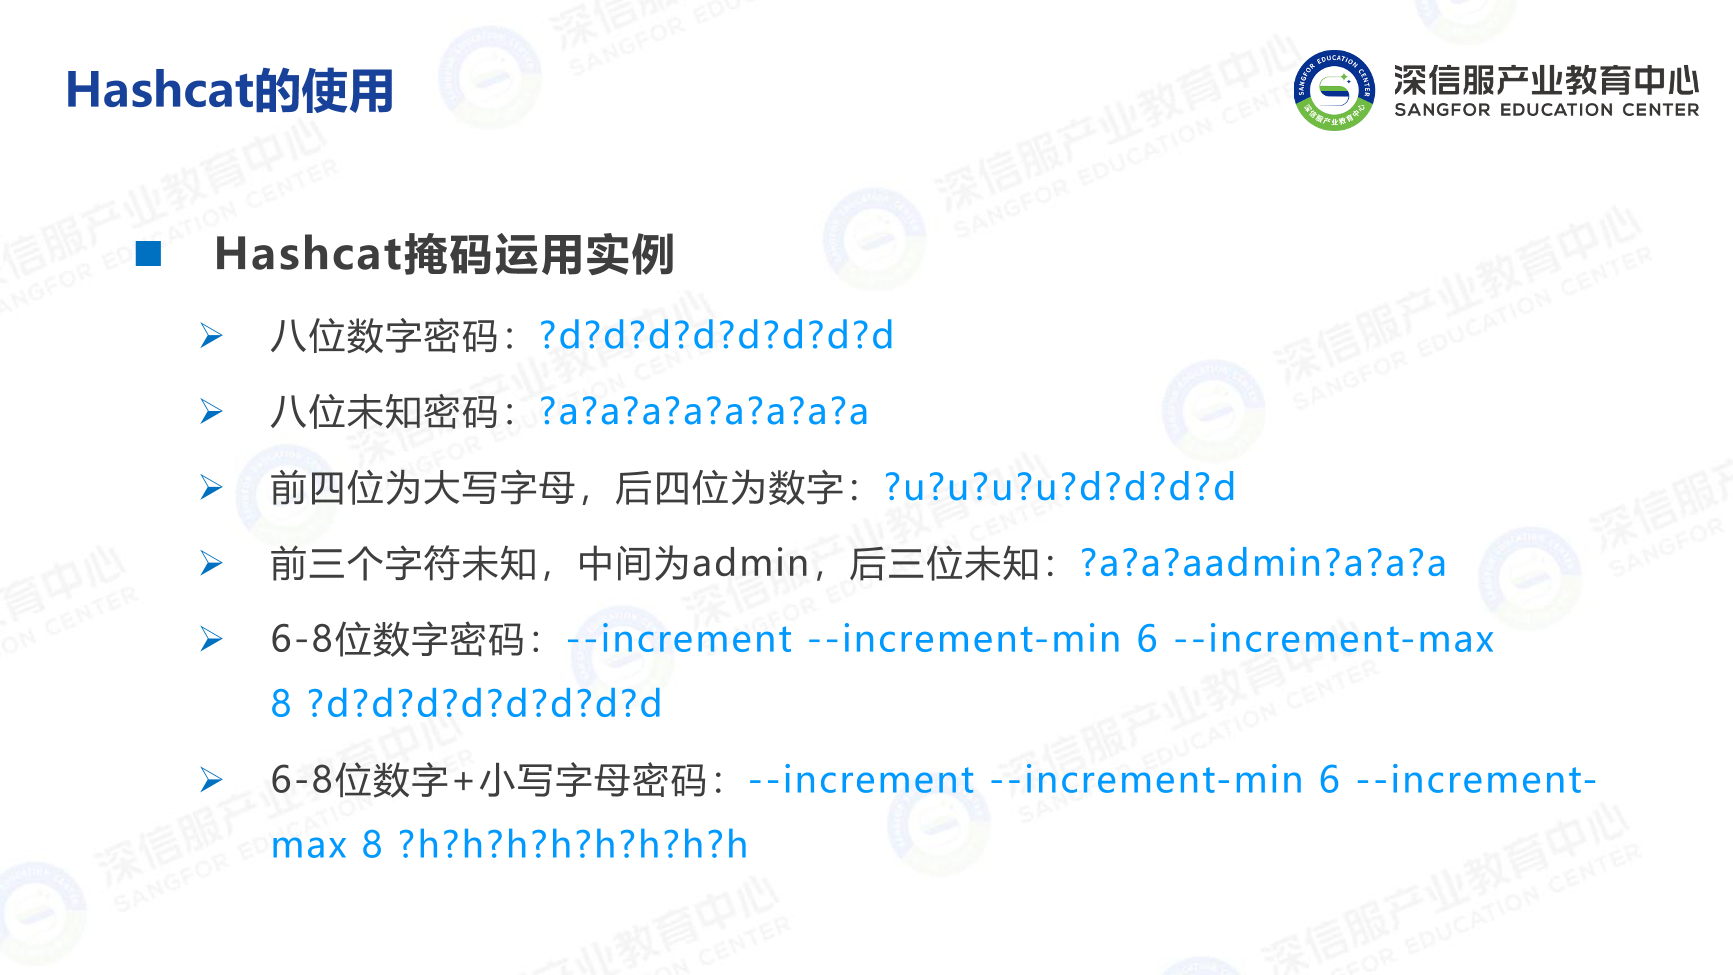 Hashcat的使用
深信服产业教育中心
SANGFOR EDUCATION CENTER
Hashcat掩码运用实例
八位数字密码：?d?d?d?d?d?d?d?d
八位未知密码：?a?a?a?a?a?a?a?a
前四位为大写字母，后四位为数字：?u?u?u?u?d?d?d?d
前三个字符未知，中间为admin，后三位未知：?a?a?aadmin?a?a?a
6-8位数字密码：--increment --increment-min 6 --increment-max
8 ?d?d?d?d?d?d?d?d
6-8位数字+小写字母密码：--increment --increment-min 6 --increment-
max 8 ?h?h?h?h?h?h?h?h